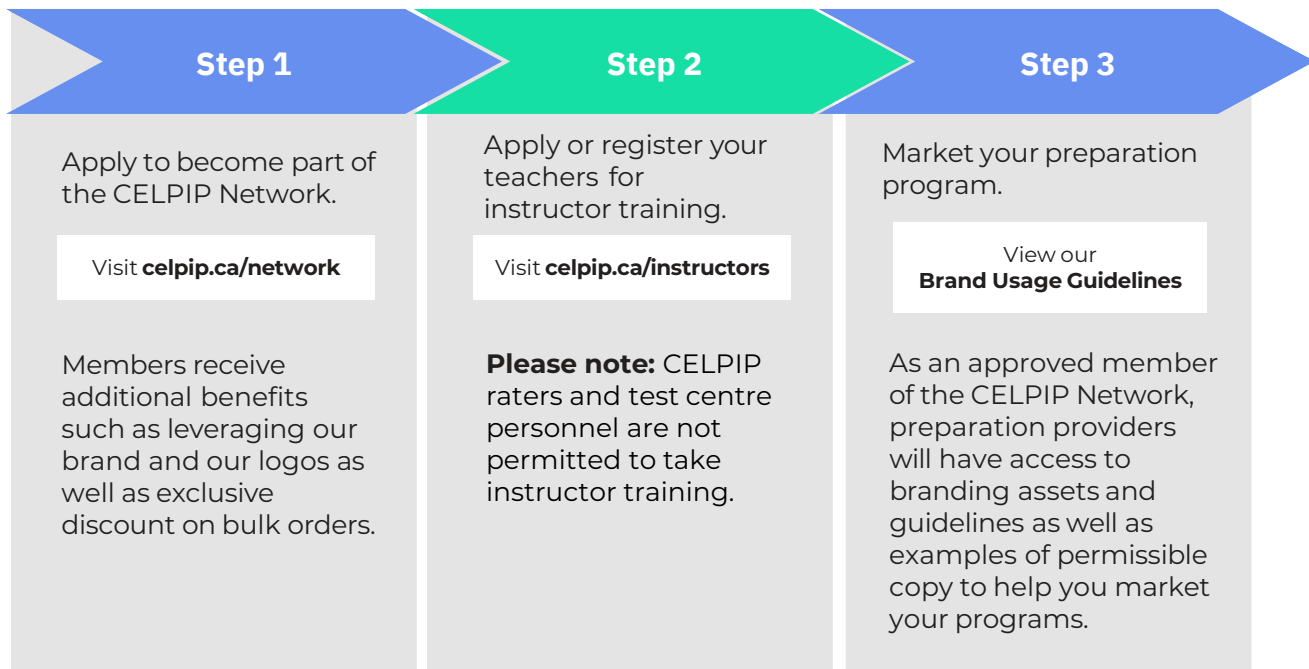 Step 1
Apply to become part of
the CELPIP Network.
Visit celpip.ca/network
Members receive
additional benefits
such as leveraging our
brand and our logos as
well as exclusive
discount on bulk orders.
Step 2
Apply or register your
teachers for
instructor training.
Visit celpip.ca/instructors
Please note: CELPIP
raters and test centre
personnel are not
permitted to take
instructor training.
Step 3
Market your preparation
program.
View our
Brand Usage Guidelines
As an approved member
of the CELPIP Network,
preparation providers
will have access to
branding assets and
guidelines as well as
examples of permissible
copy to help you market
your programs.